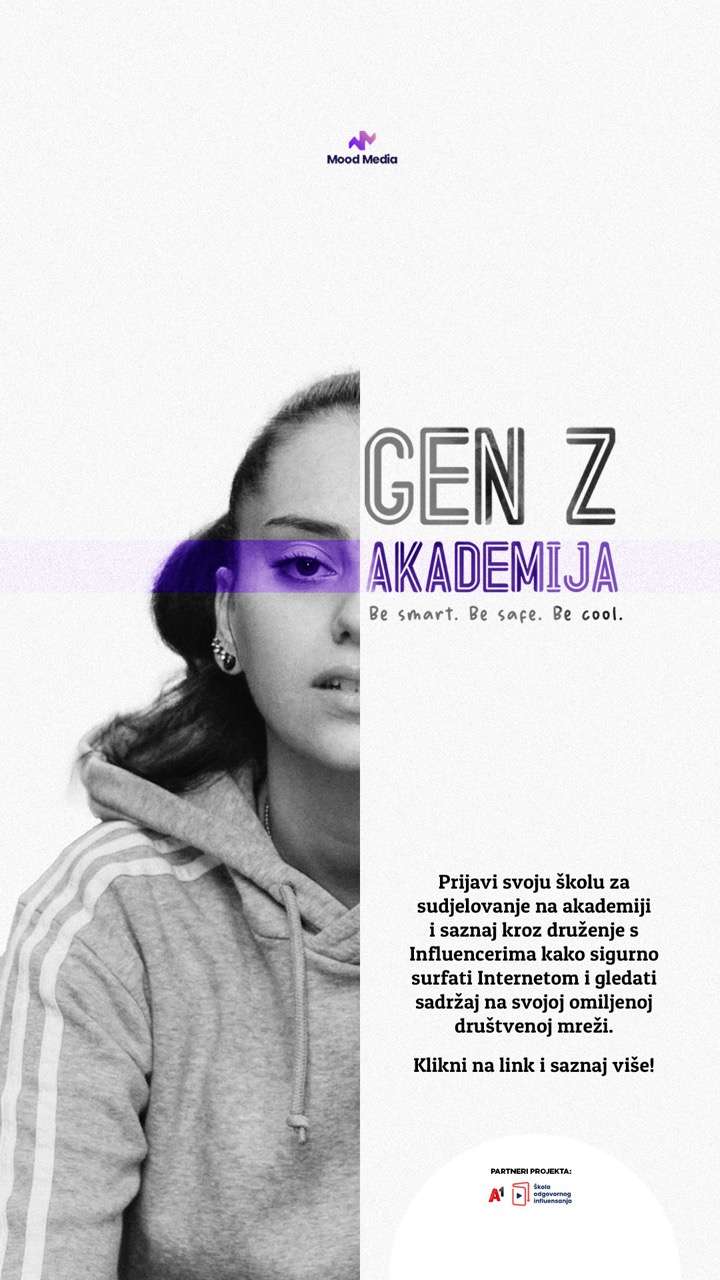 Mood Media
GEN Z
AKADEMIJA
Be smart. Be safe. Be cool.
Prijavi svoju školu za
sudjelovanje na akademiji
i saznaj kroz druženje s
Influencerima kako sigurno
surfati Internetom i gledati
sadržaj na svojoj omiljenoj
društvenoj mreži.
Klikni na link i saznaj više!
PARTNERI PROJEKTA:
A1
Škola
odgovornog
influensanja